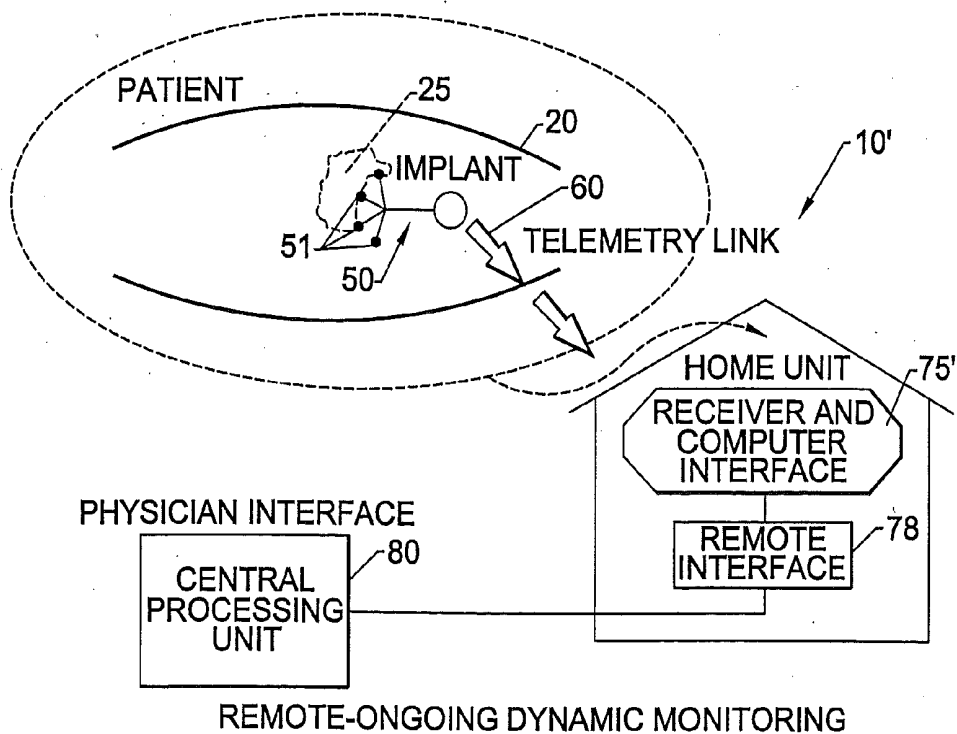 PATIENT
25
20
10'
IMPLANT
60
51
50
TELEMETRY LINK
HOME UNIT
75'
RECEIVER AND
COMPUTER
INTERFACE
PHYSICIAN INTERFACE
78
REMOTE
INTERFACE
80
CENTRAL
PROCESSING
UNIT
REMOTE-ONGOING DYNAMIC MONITORING